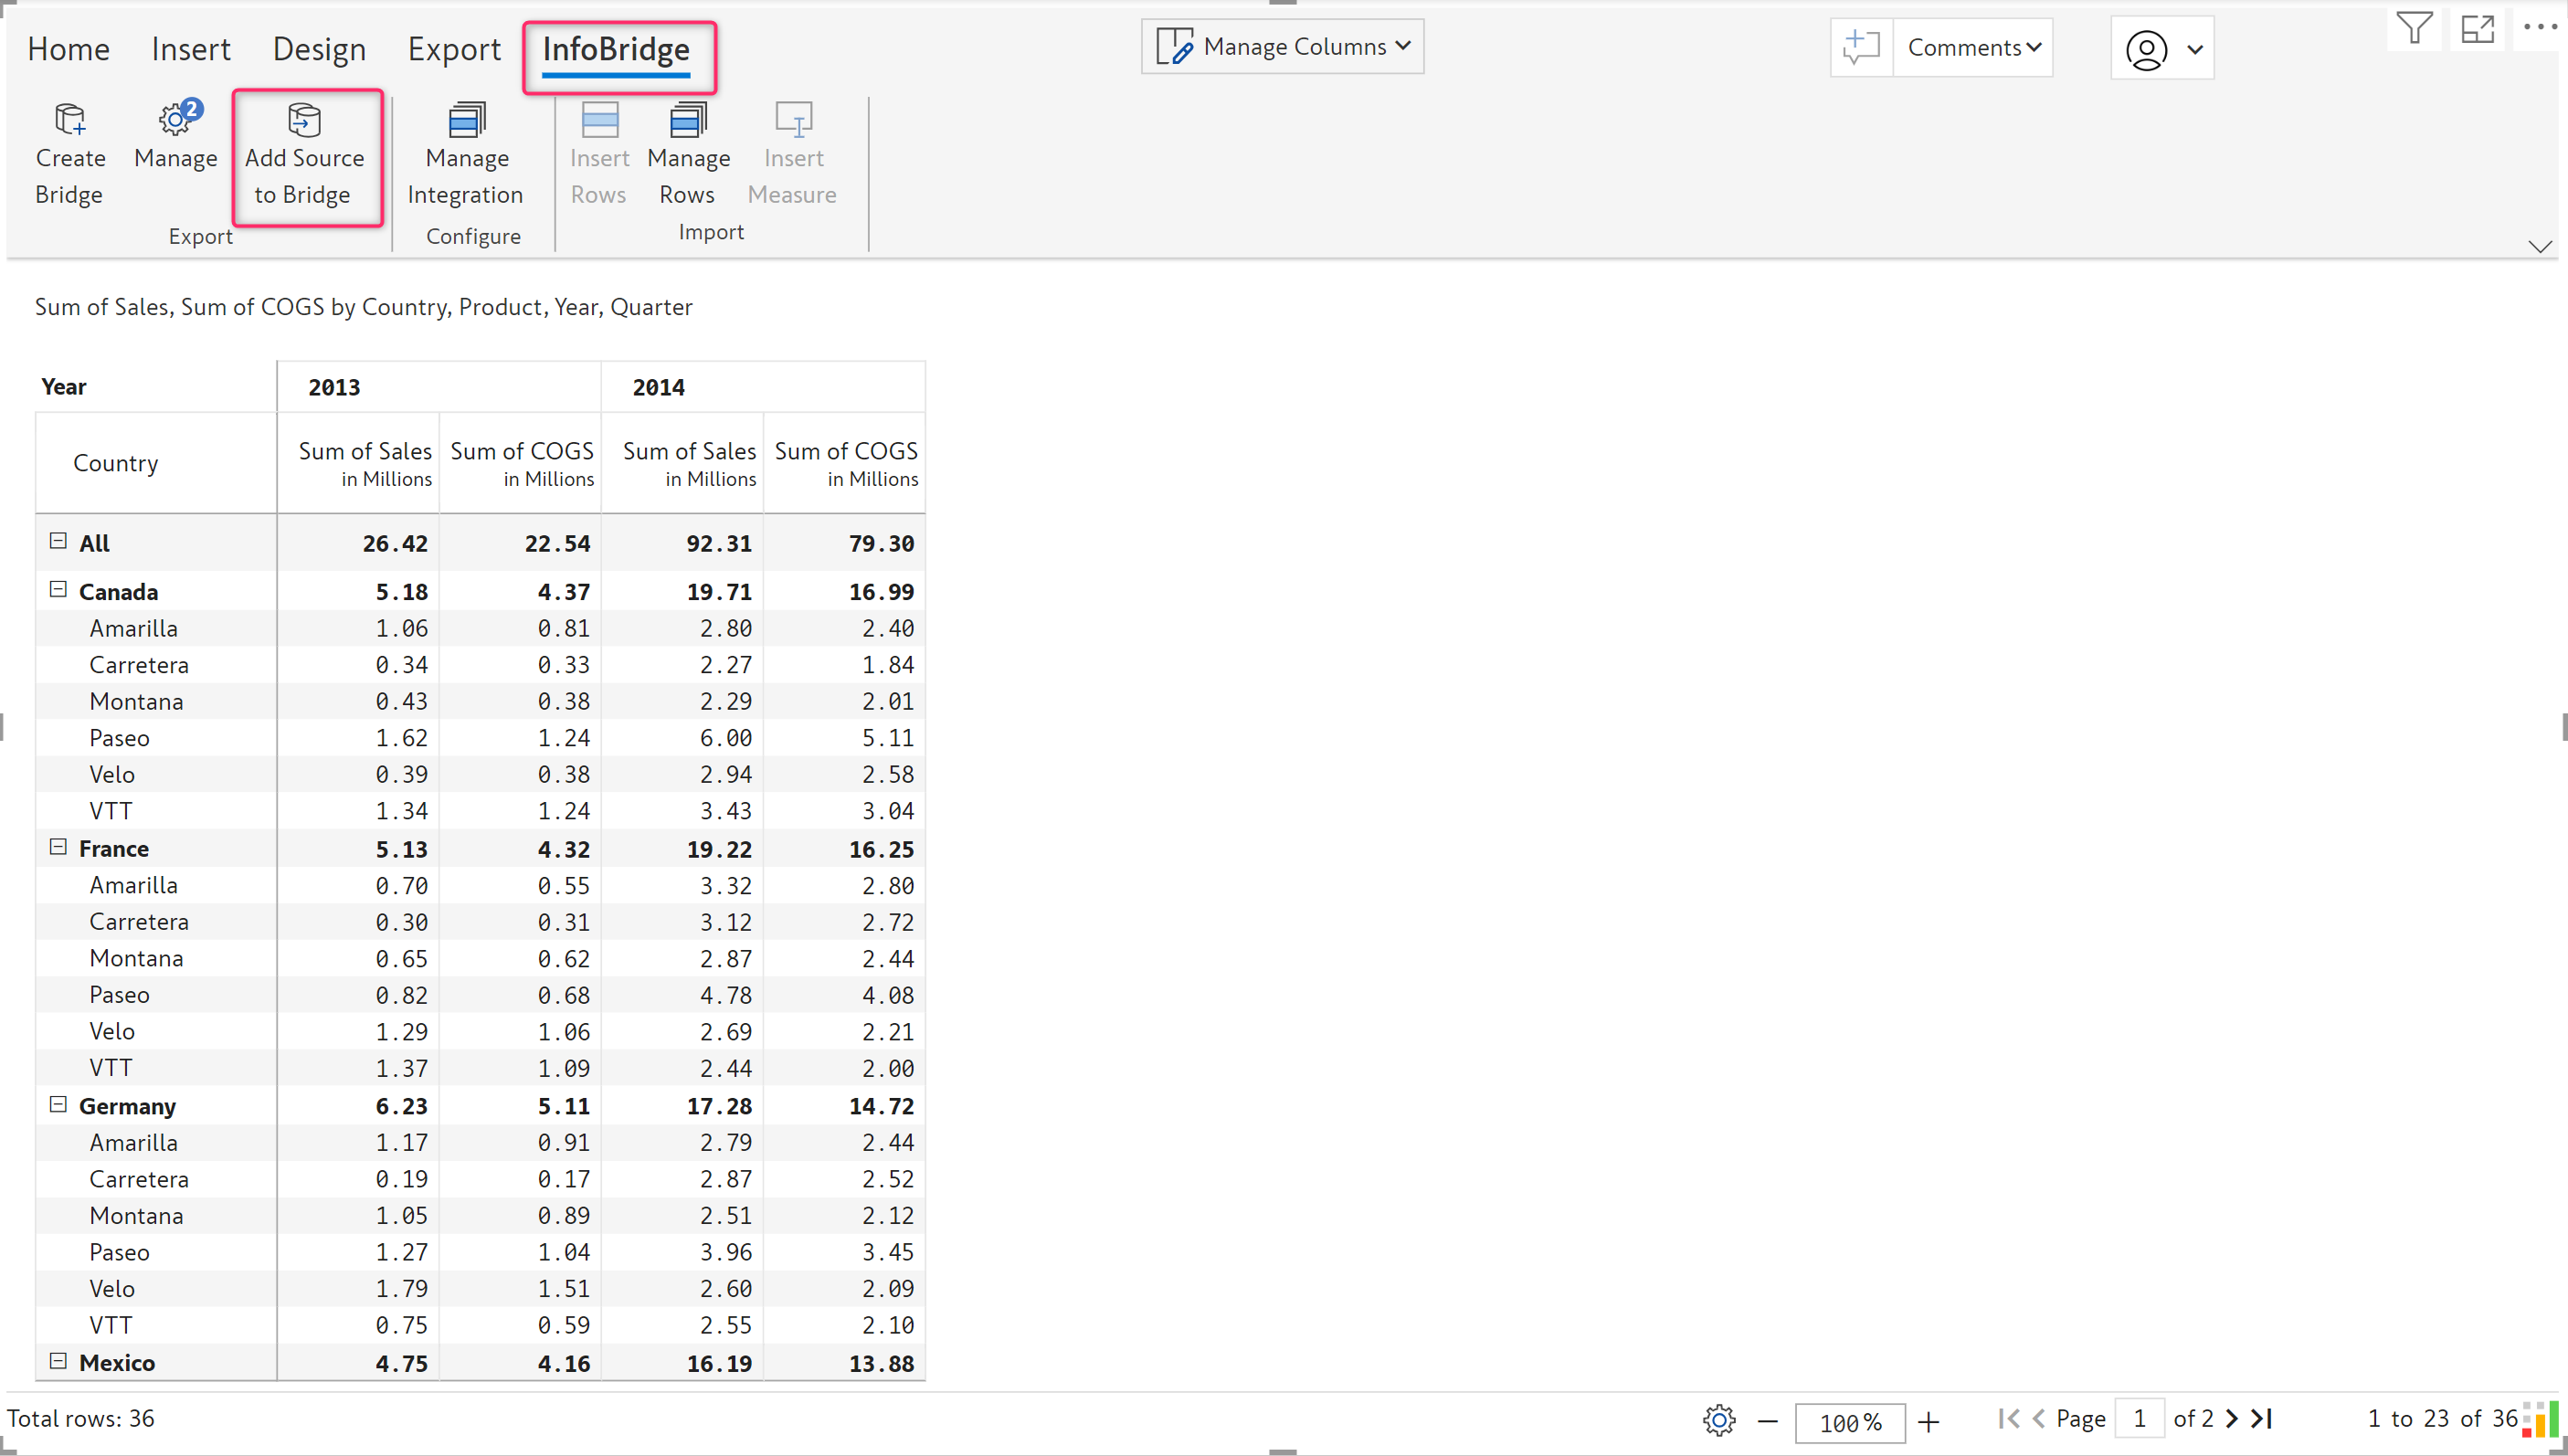 Home Insert Design Export InfoBridge Manage Columns Comments
2
Create Bridge Manage Add Source to Bridge Manage Integration Insert Rows Manage Rows Insert Measure
Export Configure Import
Sum of Sales, Sum of COGS by Country, Product, Year, Quarter
Year 2013 2014
Country Sum of Sales in Millions Sum of COGS in Millions Sum of Sales in Millions Sum of COGS in Millions
All 26.42 22.54 92.31 79.30
Canada 5.18 4.37 19.71 16.99
Amarilla 1.06 0.81 2.80 2.40
Carretera 0.34 0.33 2.27 1.84
Montana 0.43 0.38 2.29 2.01
Paseo 1.62 1.24 6.00 5.11
Velo 0.39 0.38 2.94 2.58
VTT 1.34 1.24 3.43 3.04
France 5.13 4.32 19.22 16.25
Amarilla 0.70 0.55 3.32 2.80
Carretera 0.30 0.31 3.12 2.72
Montana 0.65 0.62 2.87 2.44
Paseo 0.82 0.68 4.78 4.08
Velo 1.29 1.06 2.69 2.21
VTT 1.37 1.09 2.44 2.00
Germany 6.23 5.11 17.28 14.72
Amarilla 1.17 0.91 2.79 2.44
Carretera 0.19 0.17 2.87 2.52
Montana 1.05 0.89 2.51 2.12
Paseo 1.27 1.04 3.96 3.45
Velo 1.79 1.51 2.60 2.09
VTT 0.75 0.59 2.55 2.10
Mexico 4.75 4.16 16.19 13.88
Total rows: 36 100% Page 1 of 2 1 to 23 of 36